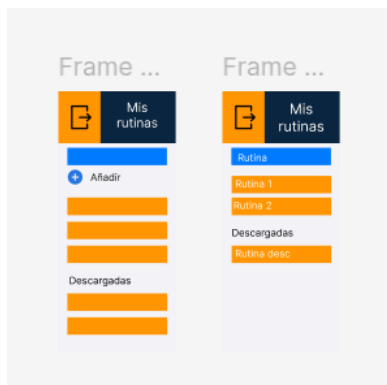 Frame ...
Mis
rutinas
Añadir
Descargadas
Frame ...
Mis
rutinas
Rutina
Rutina 1
Rutina 2
Descargadas
Rutina desc